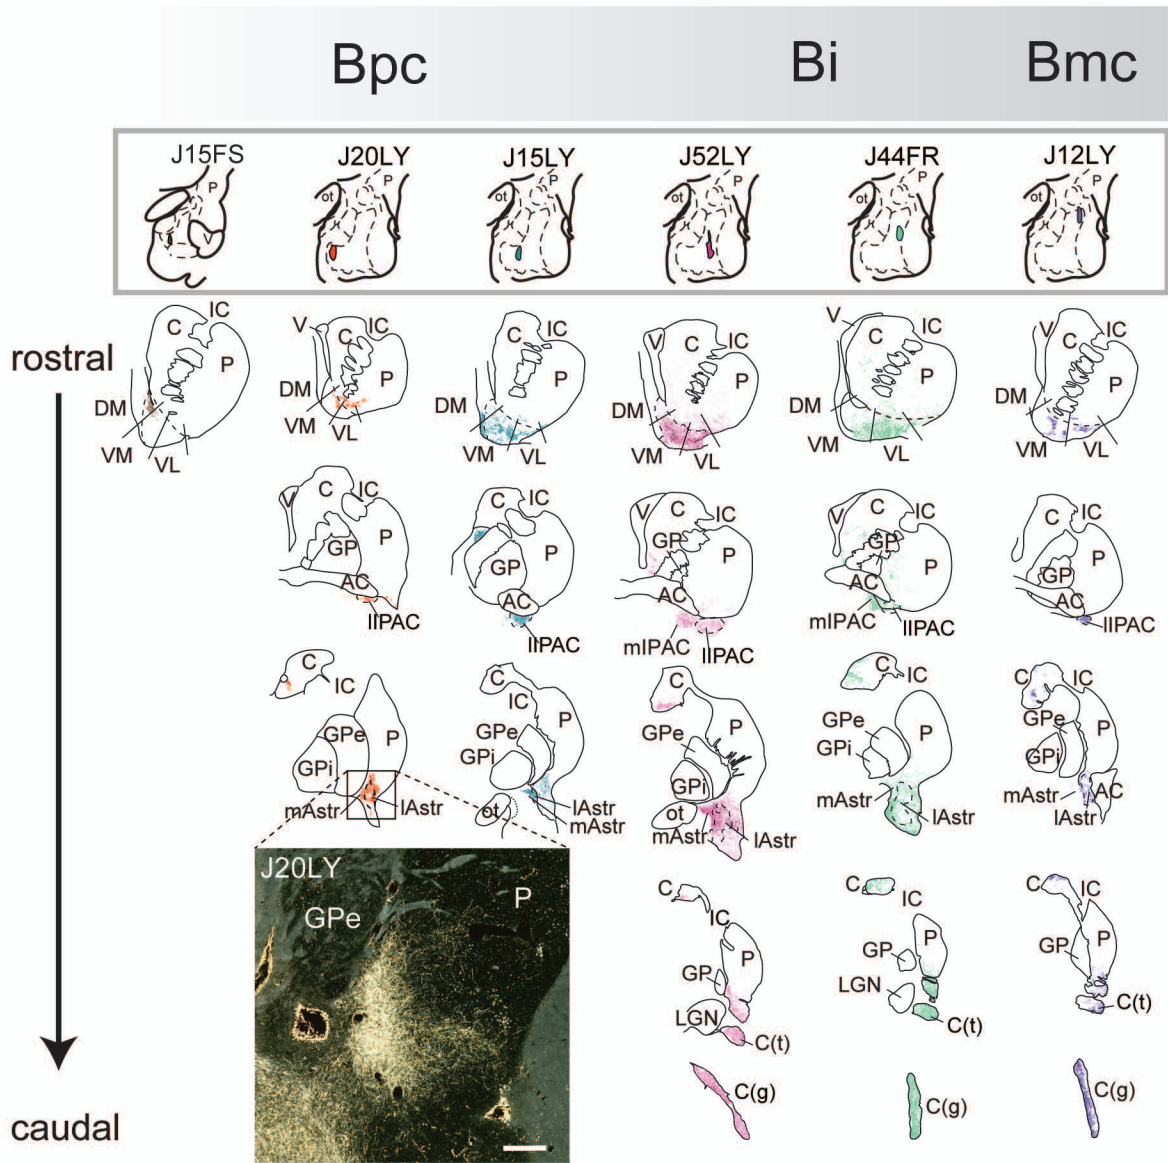 Bpc Bi Bmc
J15FS J20LY J15LY J52LY J44FR J12LY
P P P P P P
ot ot ot ot ot
V
rostral
C IC V C IC C IC V C IC V C IC V C IC
P P P P P P
DM DM DM DM
VM VL VM VL VM VL VM VL VL VM VL
V C IC C IC V C IC V C IC C IC
GP P GP P GP P GP P GP P
AC AC AC AC AC
lIPAC lIPAC mIPAC lIPAC mIPAC lIPAC lIPAC
C IC C IC C C IC C IC
GPe P GPe P GPe P GPe P GPe P
GPi GPi GPi GPi GPi
mAstr lAstr ot lAstr mAstr ot mAstr lAstr mAstr lAstr mAstr AC lAstr
J20LY
GPe P
C IC C IC C IC
P P P
GP GP GP
LGN LGN
C(t) C(t) C(t)
C(g) C(g) C(g)
caudal